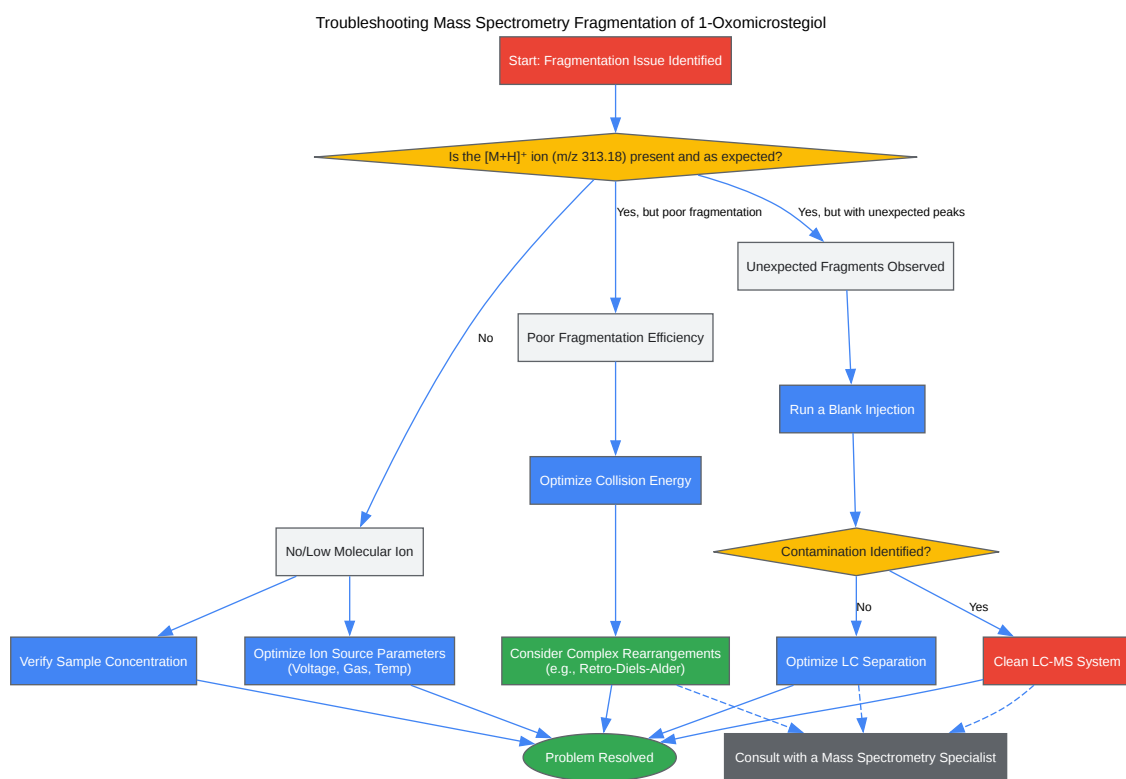 Troubleshooting Mass Spectrometry Fragmentation of 1-Oxomicrostegiol
Start: Fragmentation Issue Identified
Is the [M+H]⁺ ion (m/z 313.18) present and as expected?
Yes, but poor fragmentation
Yes, but with unexpected peaks
Unexpected Fragments Observed
No
Poor Fragmentation Efficiency
Run a Blank Injection
Optimize Collision Energy
No/Low Molecular Ion
Contamination Identified?
No
Yes
Verify Sample Concentration
Optimize Ion Source Parameters
(Voltage, Gas, Temp)
Consider Complex Rearrangements
(e.g., Retro-Diels-Alder)
Optimize LC Separation
Clean LC-MS System
Problem Resolved
Consult with a Mass Spectrometry Specialist